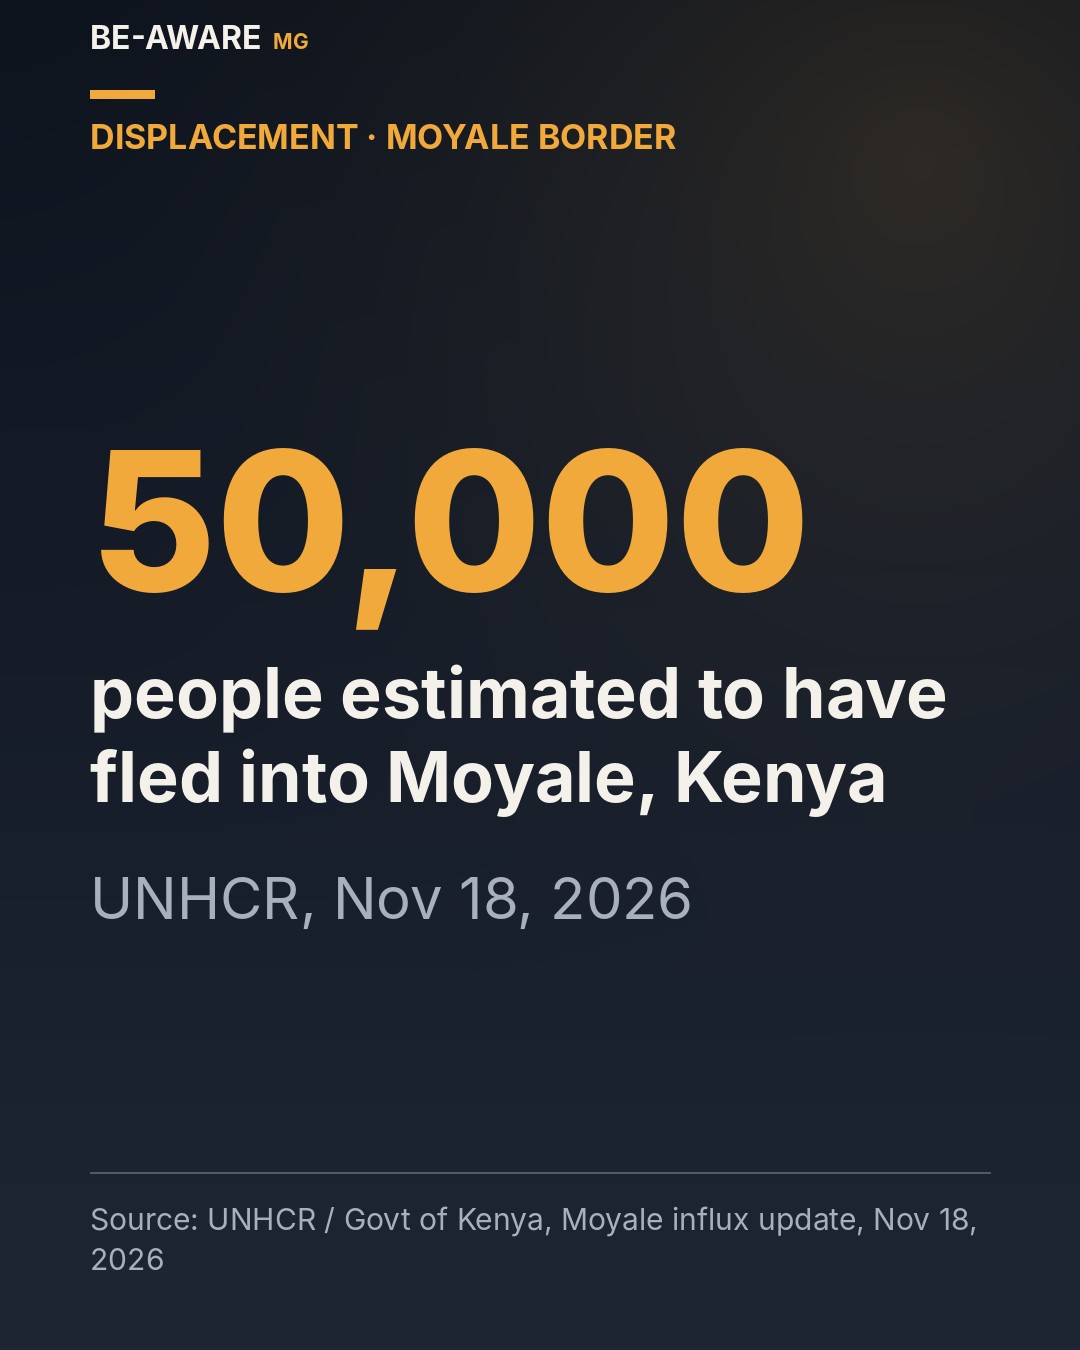 BE-AWARE MG
DISPLACEMENT · MOYALE BORDER
50,000
people estimated to have
fled into Moyale, Kenya
UNHCR, Nov 18, 2026
Source: UNHCR / Govt of Kenya, Moyale influx update, Nov 18,
2026